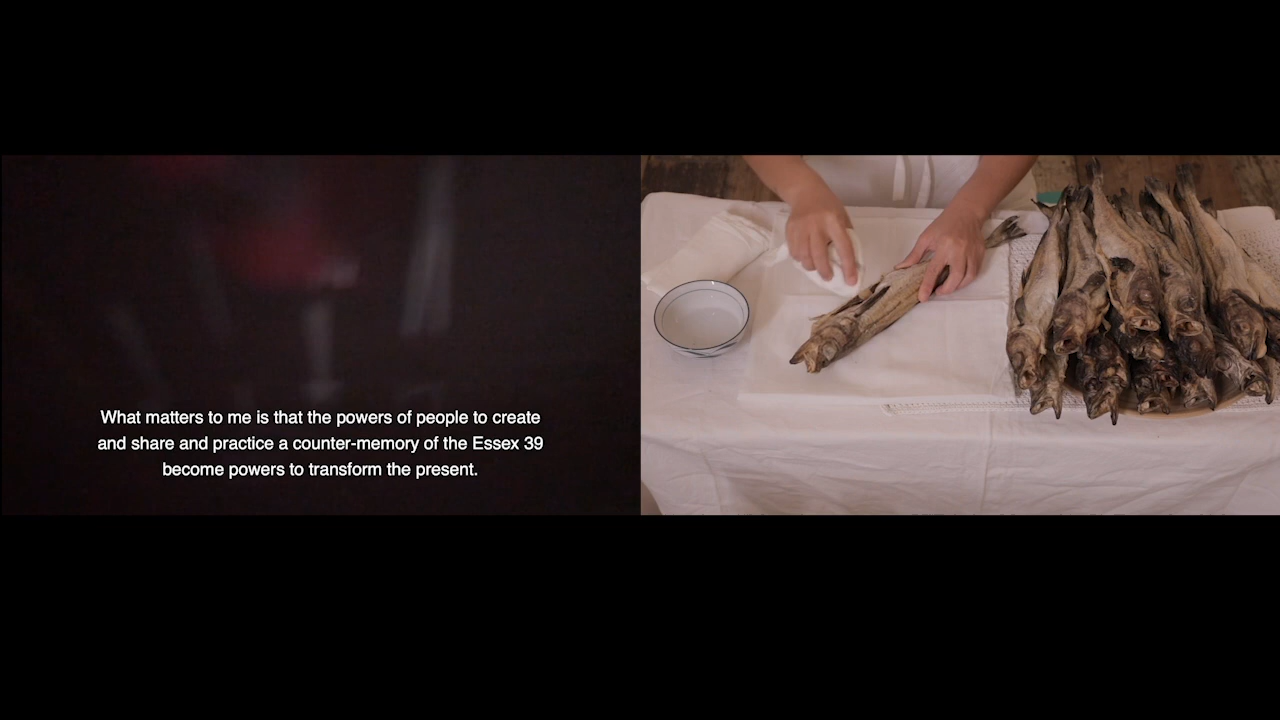 What matters to me is that the powers of people to create
and share and practice a counter-memory of the Essex 39
become powers to transform the present.